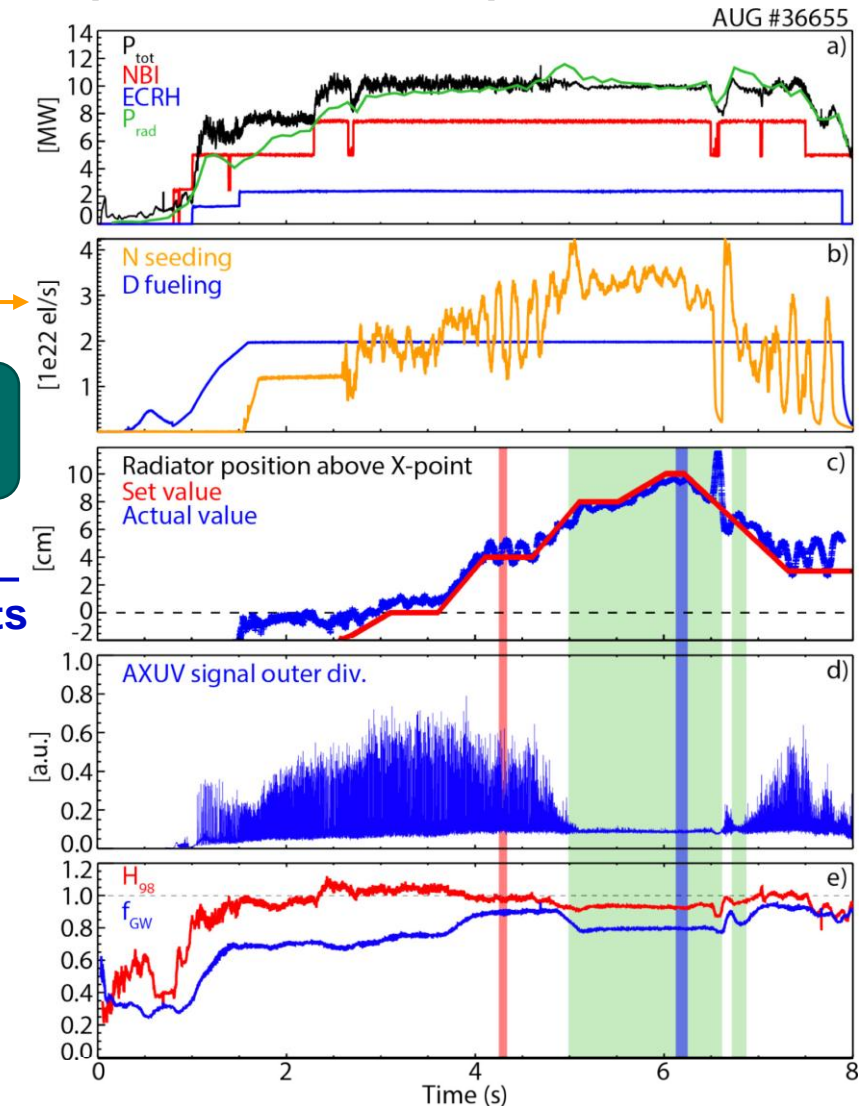 AUG #36655
14
12
10
8
6
4
2
0
[MW]
P tot
NBI
ECRH
P rad
a)
4
3
2
1
[1e22 el/s]
N seeding
D fueling
b)
10
8
6
4
2
0
-2
[cm]
Radiator position above X-point
Set value
Actual value
c)
ts
1.0
0.8
0.6
0.4
0.2
0.0
[a.u.]
AXUV signal outer div.
d)
1.2
1.0
0.8
0.6
0.4
0.2
0.0
H98
fGW
e)
0 2 4 6 8
Time (s)